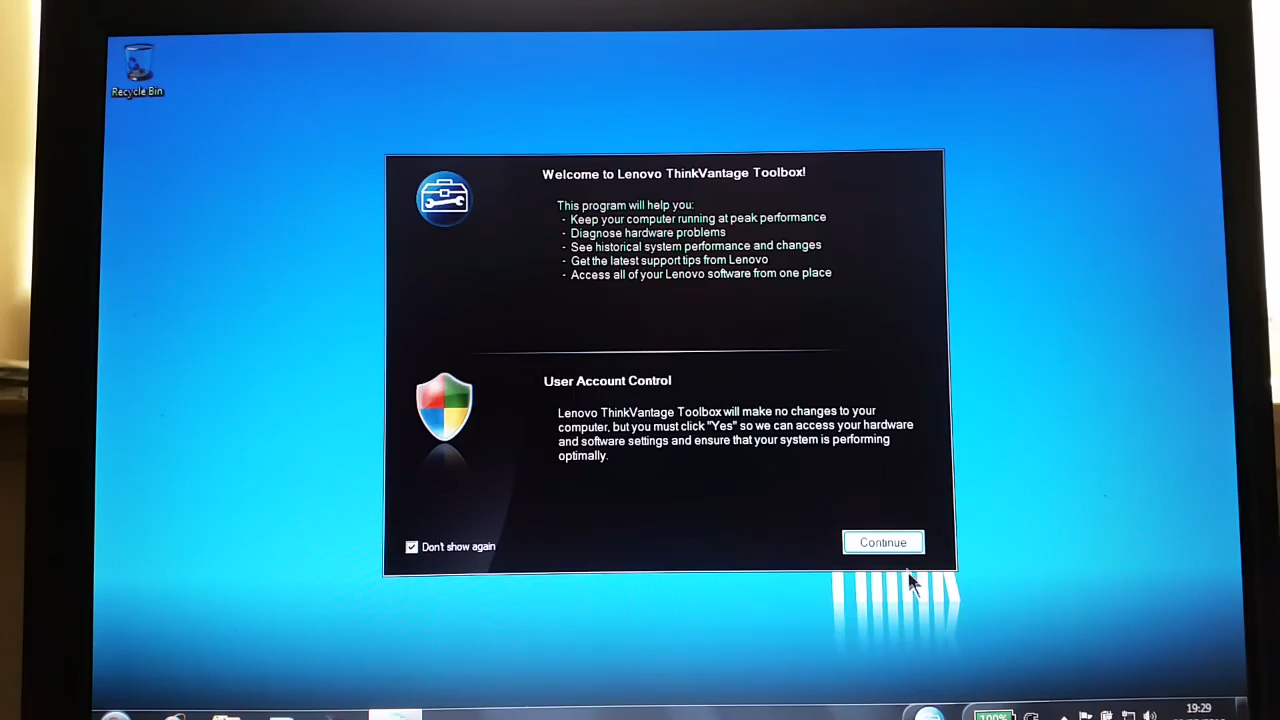 Recycle Bin
Welcome to Lenovo ThinkVantage Toolbox!
This program will help you:
- Keep your computer running at peak performance
- Diagnose hardware problems
- See historical system performance and changes
- Get the latest support tips from Lenovo
- Access all of your Lenovo software from one place
User Account Control
Lenovo ThinkVantage Toolbox will make no changes to your
computer, but you must click "Yes" so we can access your hardware
and software settings and ensure that your system is performing
optimally.
Don't show again
Continue
100%
19:29